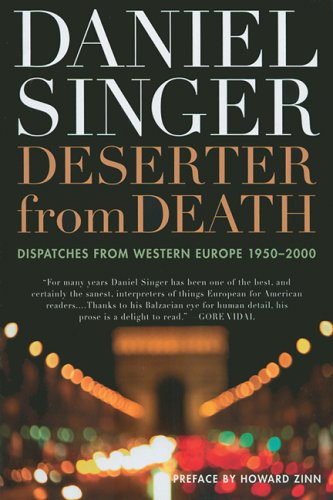 DANIEL
SINGER
DESERTER
from DEATH
DISPATCHES FROM WESTERN EUROPE 1950–2000
“For many years Daniel Singer has been one of the best, and
certainly the sanest, interpreters of things European for American
readers....Thanks to his Balzacian eye for human detail, his
prose is a delight to read.” — GORE VIDAL
PREFACE BY HOWARD ZINN